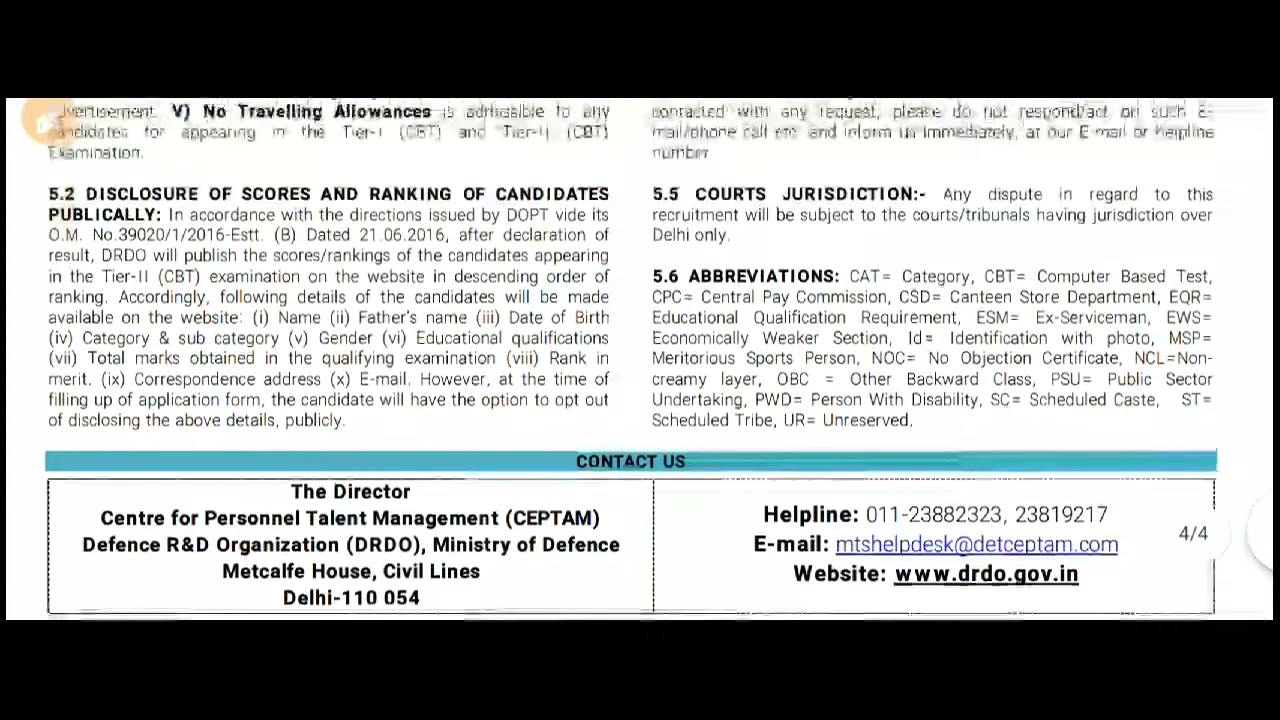 advertisement. V) No Travelling Allowances is admissible to any
candidates for appearing in the Tier-I (CBT) and Tier-II (CBT)
Examination.
5.2 DISCLOSURE OF SCORES AND RANKING OF CANDIDATES
PUBLICALLY: In accordance with the directions issued by DOPT vide its
O.M. No.39020/1/2016-Estt. (B) Dated 21.06.2016, after declaration of
result, DRDO will publish the scores/rankings of the candidates appearing
in the Tier-II (CBT) examination on the website in descending order of
ranking. Accordingly, following details of the candidates will be made
available on the website: (i) Name (ii) Father's name (iii) Date of Birth
(iv) Category & sub category (v) Gender (vi) Educational qualifications
(vii) Total marks obtained in the qualifying examination (viii) Rank in
merit. (ix) Correspondence address (x) E-mail. However, at the time of
filling up of application form, the candidate will have the option to opt out
of disclosing the above details, publicly.
contacted with any request, please do not respond/act on such E-
mail/phone call etc. and inform us immediately, at our E-mail or helpline
number
5.5 COURTS JURISDICTION:- Any dispute in regard to this
recruitment will be subject to the courts/tribunals having jurisdiction over
Delhi only.
5.6 ABBREVIATIONS: CAT= Category, CBT= Computer Based Test,
CPC= Central Pay Commission, CSD= Canteen Store Department, EQR=
Educational Qualification Requirement, ESM= Ex-Serviceman, EWS=
Economically Weaker Section, Id= Identification with photo, MSP=
Meritorious Sports Person, NOC= No Objection Certificate, NCL=Non-
creamy layer, OBC = Other Backward Class, PSU= Public Sector
Undertaking, PWD= Person With Disability, SC= Scheduled Caste, ST=
Scheduled Tribe, UR= Unreserved,
CONTACT US
The Director
Centre for Personnel Talent Management (CEPTAM)
Defence R&D Organization (DRDO), Ministry of Defence
Metcalfe House, Civil Lines
Delhi-110 054
Helpline: 011-23882323, 23819217
E-mail: mtshelpdesk@detceptam.com
Website: www.drdo.gov.in
4/4